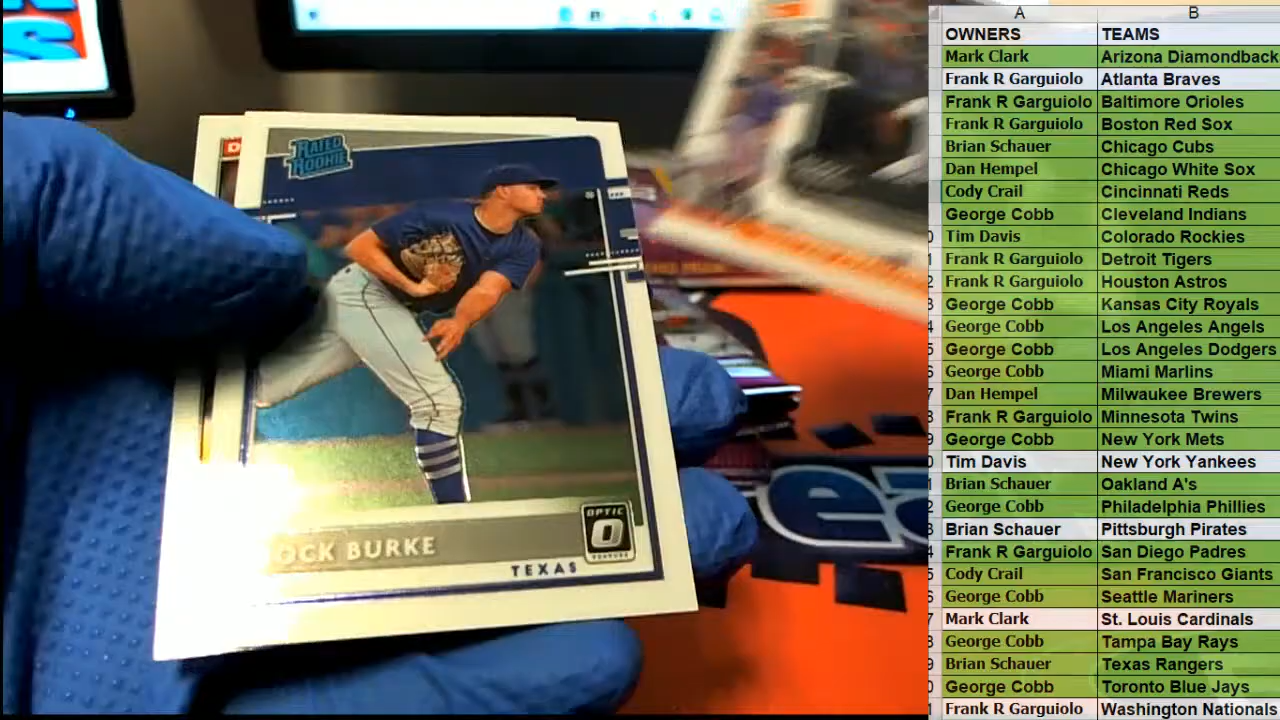 RATED
ROOKIE
OCK BURKE
OPTIC
TEXAS
A B
OWNERS TEAMS
Mark Clark Arizona Diamondback
Frank R Garguiolo Atlanta Braves
Frank R Garguiolo Baltimore Orioles
Frank R Garguiolo Boston Red Sox
Brian Schauer Chicago Cubs
Dan Hempel Chicago White Sox
Cody Crail Cincinnati Reds
George Cobb Cleveland Indians
Tim Davis Colorado Rockies
Frank R Garguiolo Detroit Tigers
Frank R Garguiolo Houston Astros
George Cobb Kansas City Royals
George Cobb Los Angeles Angels
George Cobb Los Angeles Dodgers
George Cobb Miami Marlins
Dan Hempel Milwaukee Brewers
Frank R Garguiolo Minnesota Twins
George Cobb New York Mets
Tim Davis New York Yankees
Brian Schauer Oakland A's
George Cobb Philadelphia Phillies
Brian Schauer Pittsburgh Pirates
Frank R Garguiolo San Diego Padres
Cody Crail San Francisco Giants
George Cobb Seattle Mariners
Mark Clark St. Louis Cardinals
George Cobb Tampa Bay Rays
Brian Schauer Texas Rangers
George Cobb Toronto Blue Jays
Frank R Garguiolo Washington Nationals